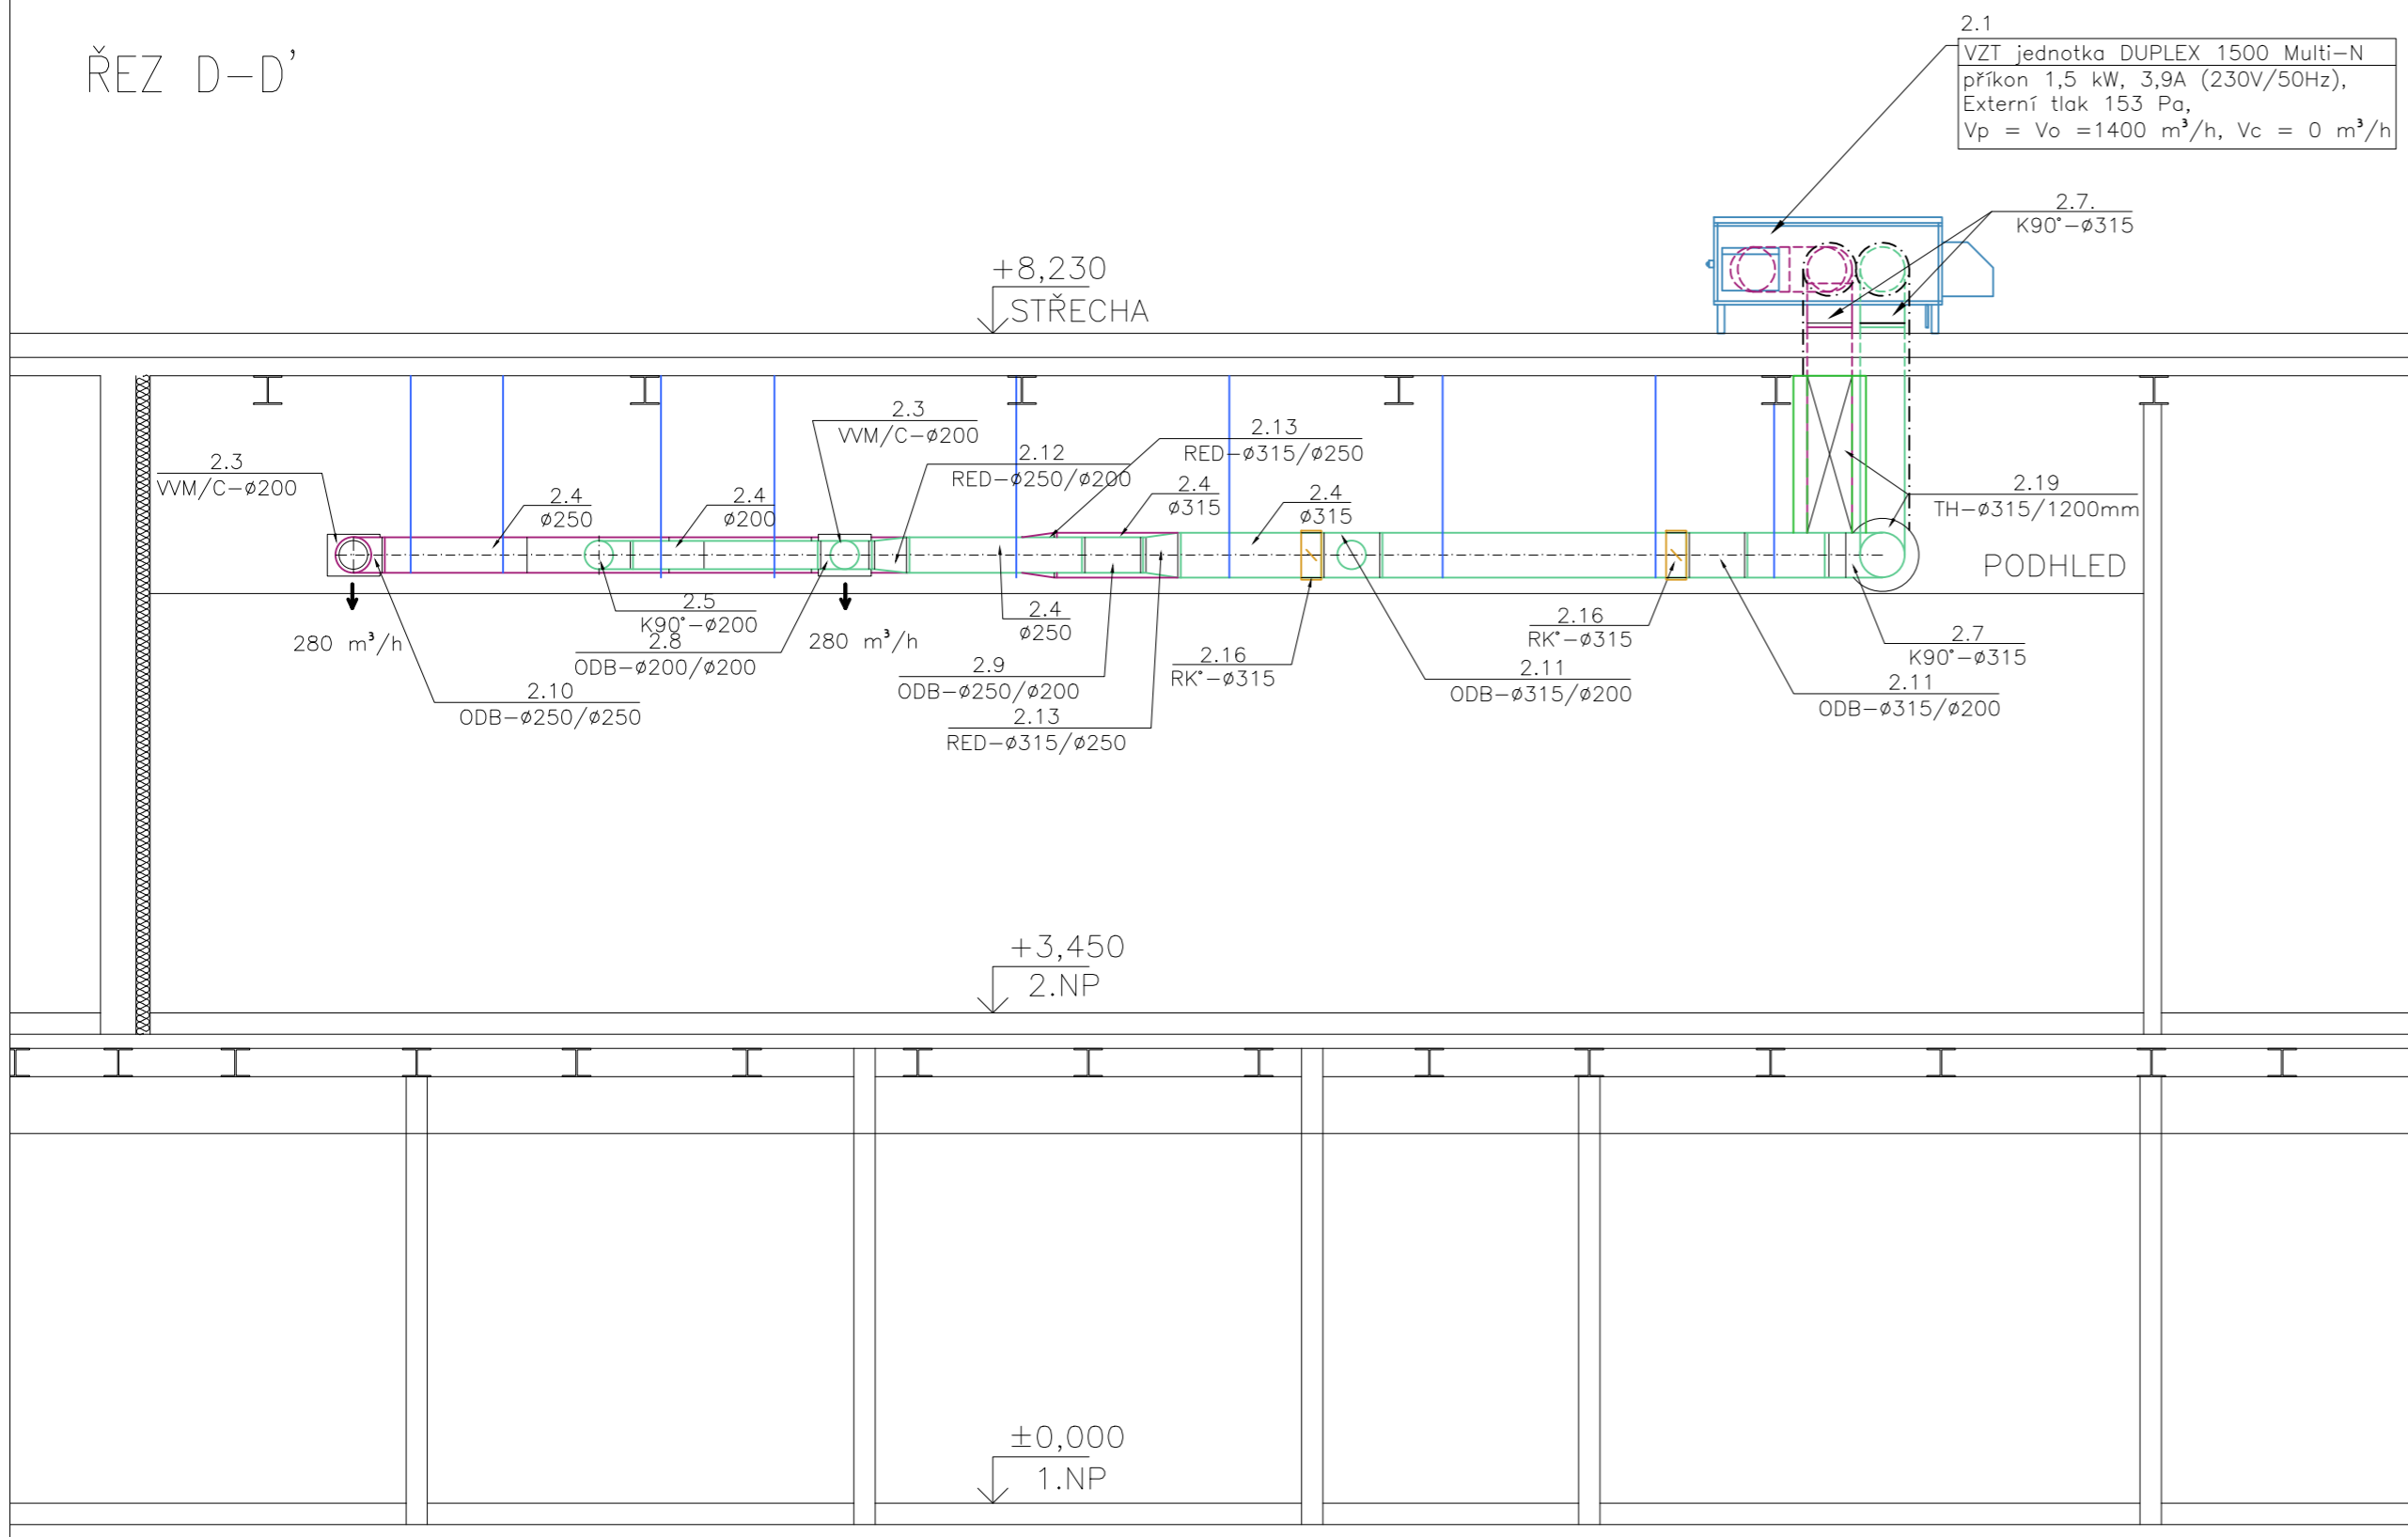 ŘEZ D-D'
2.1
VZT jednotka DUPLEX 1500 Multi-N
příkon 1,5 kW, 3,9A (230V/50Hz),
Externí tlak 153 Pa,
Vp = Vo =1400 m³/h, Vc = 0 m³/h
2.7.
K90°-ø315
+8,230
STŘECHA
2.3
VVM/C-ø200
2.13
RED-ø315/ø250
2.12
RED-ø250/ø200
2.3
VVM/C-ø200
2.4
ø250
2.4
ø200
2.4
ø315
2.4
ø315
2.19
TH-ø315/1200mm
PODHLED
280 m³/h
2.5
K90°-ø200
2.8
ODB-ø200/ø200
280 m³/h
2.4
ø250
2.16
RK°-ø315
2.7
K90°-ø315
2.9
ODB-ø250/ø200
2.16
RK°-ø315
2.11
ODB-ø315/ø200
2.11
ODB-ø315/ø200
2.10
ODB-ø250/ø250
2.13
RED-ø315/ø250
+3,450
2.NP
±0,000
1.NP